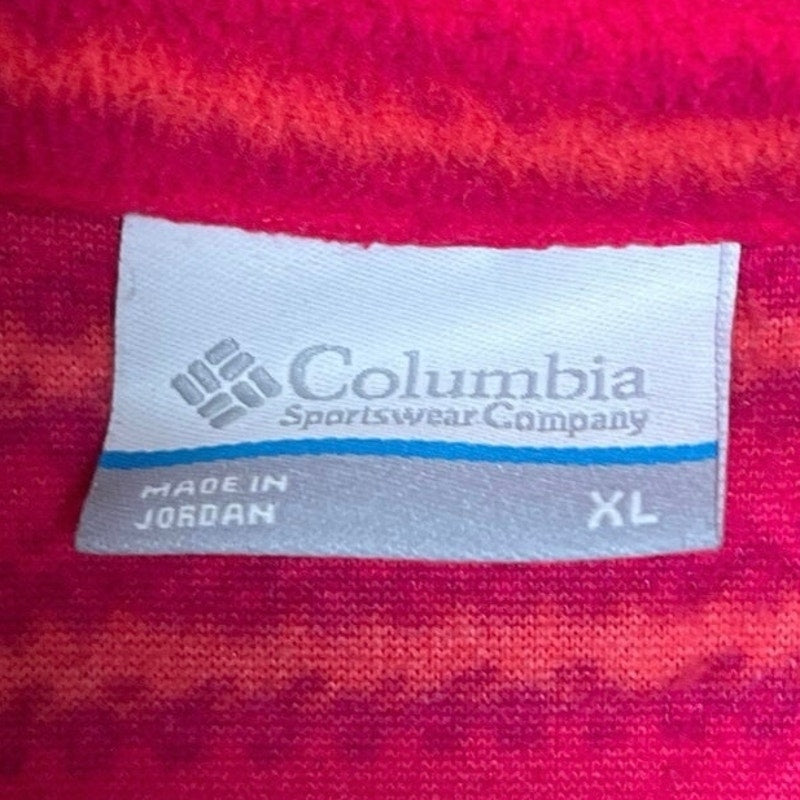 Columbia
Sportswear Company
MADE IN
JORDAN
XL